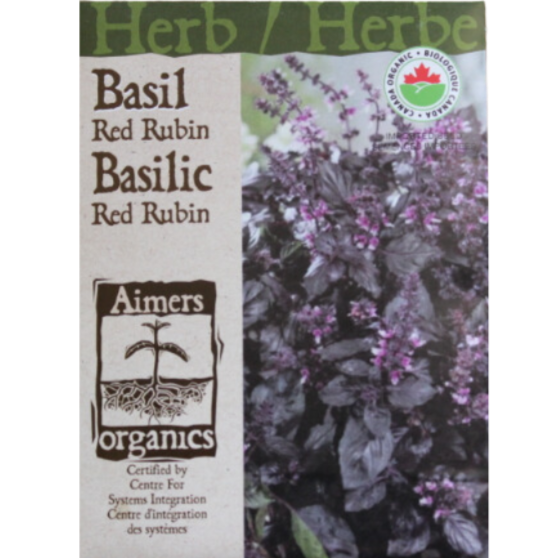 Herb / Herbe
Basil
Red Rubin
Basilic
Red Rubin
CANADA ORGANIC • BIOLOGIQUE CANADA •
Aimers
organics
Certified by
Centre For
Systems Integration
Centre d'intégration
des systèmes